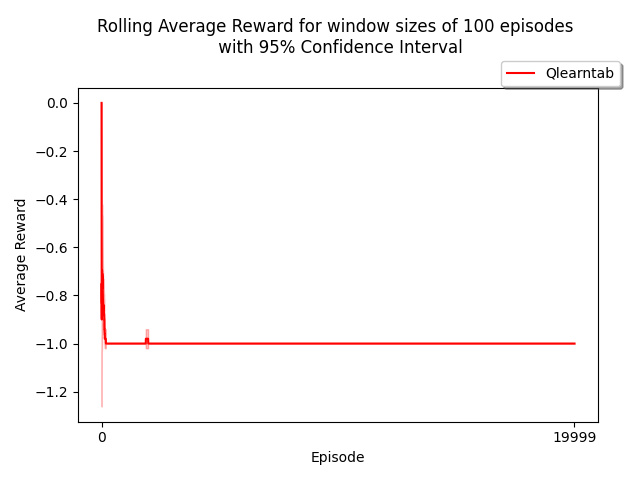 Rolling Average Reward for window sizes of 100 episodes
with 95% Confidence Interval
Qlearntab
0.0
−0.2
−0.4
−0.6
−0.8
−1.0
−1.2
Average Reward
0
19999
Episode